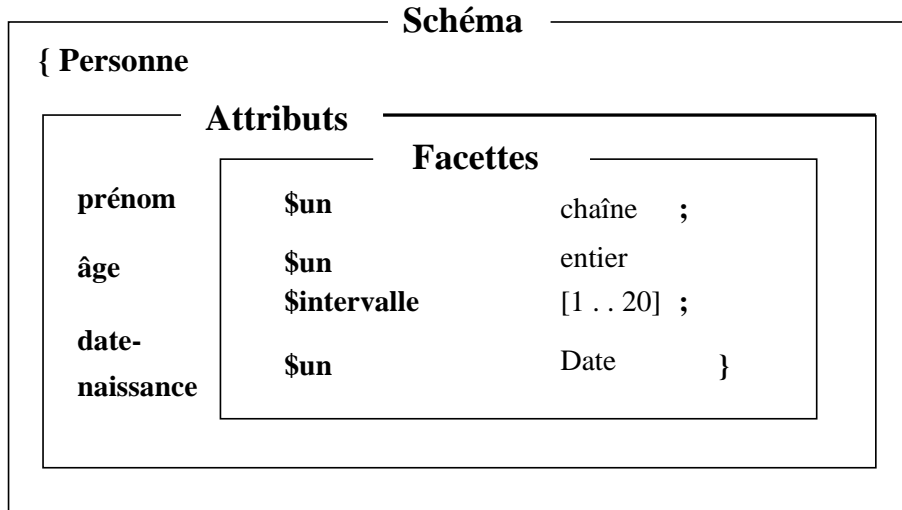 Schéma
{ Personne
Attributs
Facettes
prénom $un chaîne ;
âge $un entier
$intervalle [1 . . 20] ;
date-
naissance $un Date }